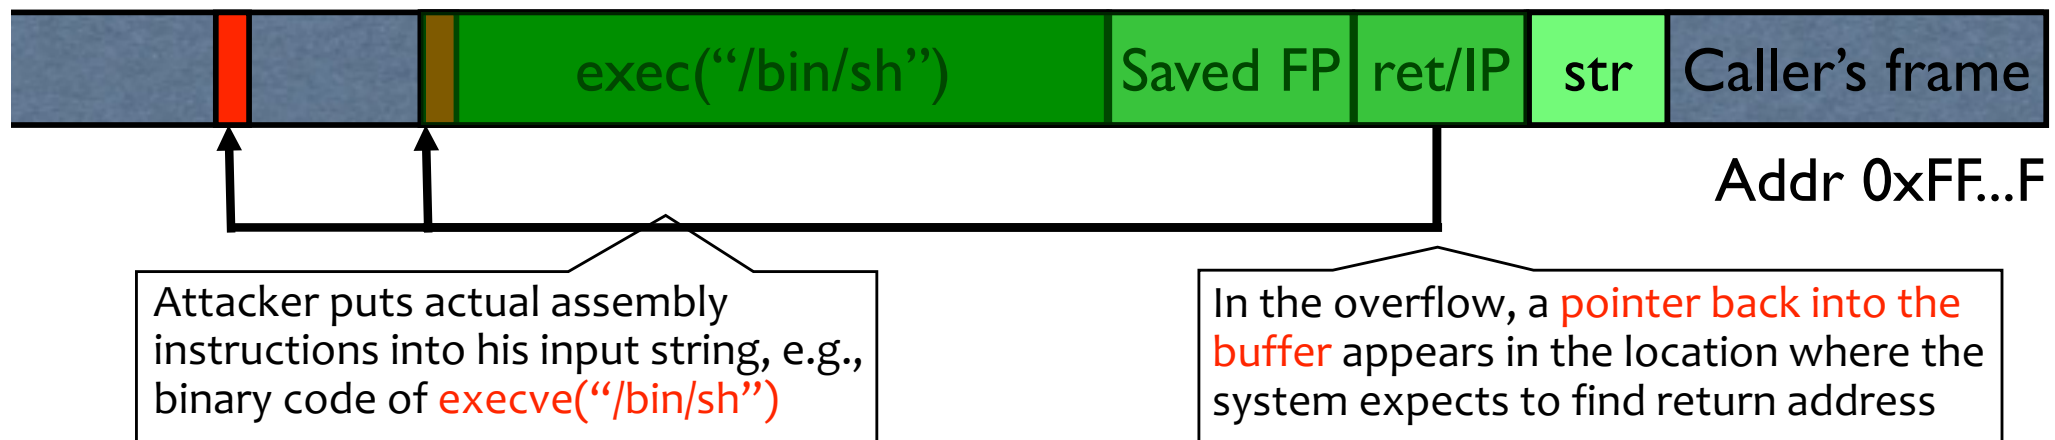 exec(“/bin/sh”) Saved FP ret/IP str Caller’s frame
Addr 0xFF...F
Attacker puts actual assembly
instructions into his input string, e.g.,
binary code of execve(“/bin/sh”)
In the overflow, a pointer back into the
buffer appears in the location where the
system expects to find return address